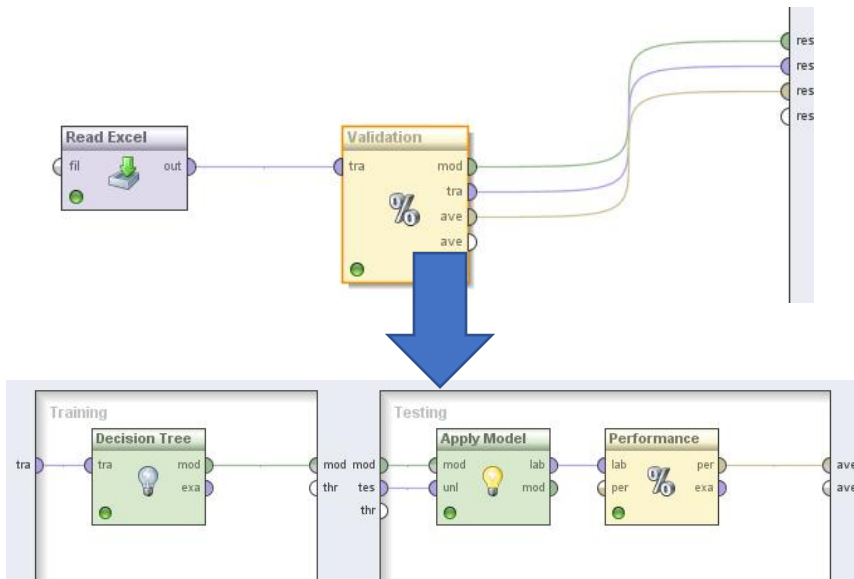 res
res
res
res
Read Excel
fil out
Validation
tra mod
tra
ave
ave
%
Training
Decision Tree
tra tra mod mod
exa thr
Testing
Apply Model
mod mod lab
tes unl mod
thr
Performance
lab per ave
per exa ave
%